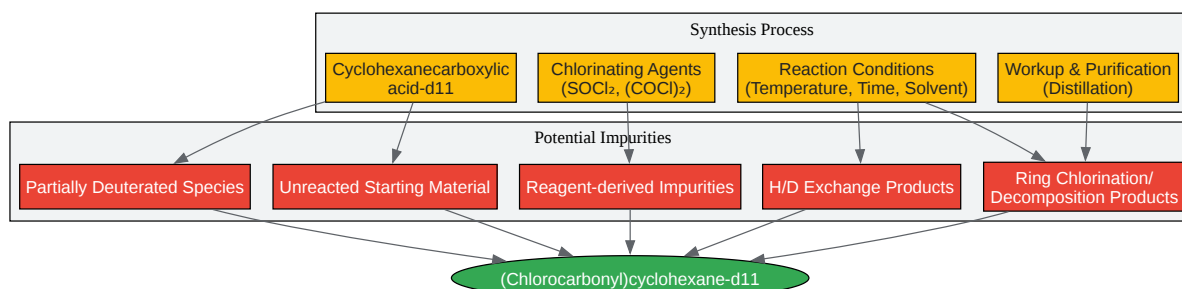 Synthesis Process
Cyclohexanecarboxylic
acid-d11
Chlorinating Agents
(SOCl₂, (COCl)₂)
Reaction Conditions
(Temperature, Time, Solvent)
Workup & Purification
(Distillation)
Potential Impurities
Partially Deuterated Species
Unreacted Starting Material
Reagent-derived Impurities
H/D Exchange Products
Ring Chlorination/
Decomposition Products
(Chlorocarbonyl)cyclohexane-d11